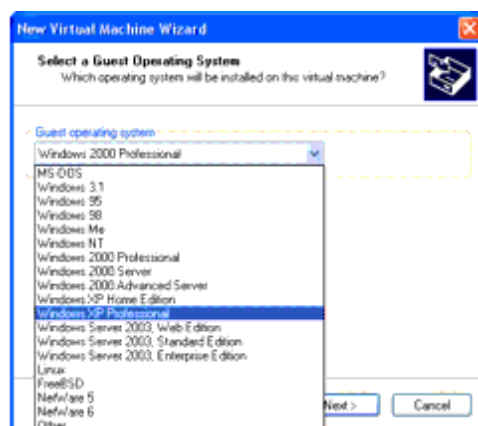 New Virtual Machine Wizard
Select a Guest Operating System
Which operating system will be installed on this virtual machine?
Guest operating system
Windows 2000 Professional
MS-DOS
Windows 3.1
Windows 95
Windows 98
Windows Me
Windows NT
Windows 2000 Professional
Windows 2000 Server
Windows 2000 Advanced Server
Windows XP Home Edition
Windows XP Professional
Windows Server 2003, Web Edition
Windows Server 2003, Standard Edition
Windows Server 2003, Enterprise Edition
Linux
FreeBSD
NetWare 5
NetWare 6
Other
Next >
Cancel